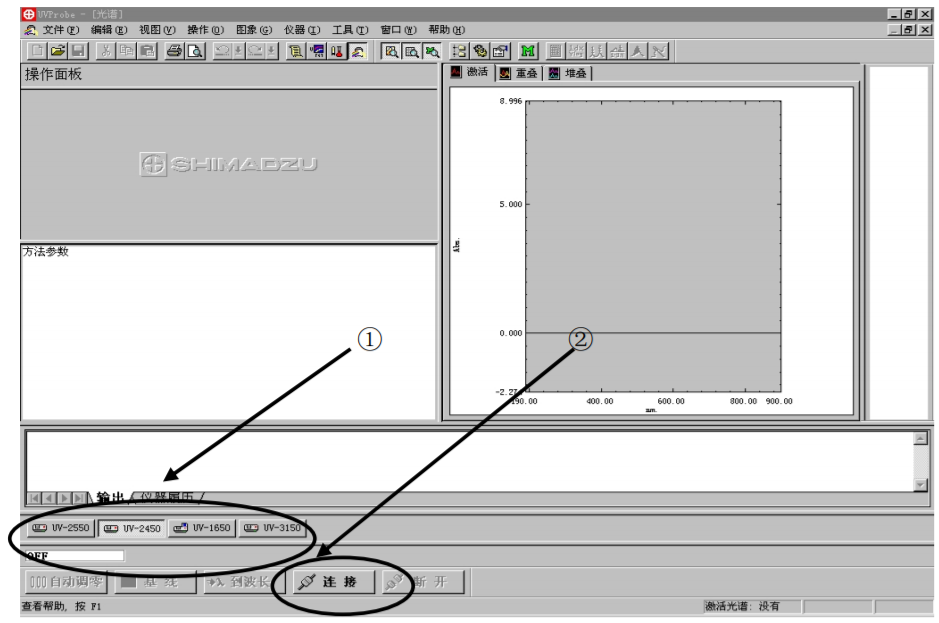 UVProbe - [光谱]
文件(F) 编辑(E) 视图(V) 操作(O) 图象(G) 仪器(I) 工具(T) 窗口(W) 帮助(H)
操作面板
激活 重叠 堆叠
SHIMADZU
8.996
5.000
Abs.
0.000
400.00 600.00 800.00 900.00
nm.
方法参数
①
②
输出 仪器履历
UV-2550 UV-2450 UV-1650 UV-3150
OFF
自动调零 基 线 到波长 连 接 断 开
查看帮助, 按 F1
激活光谱: 没有